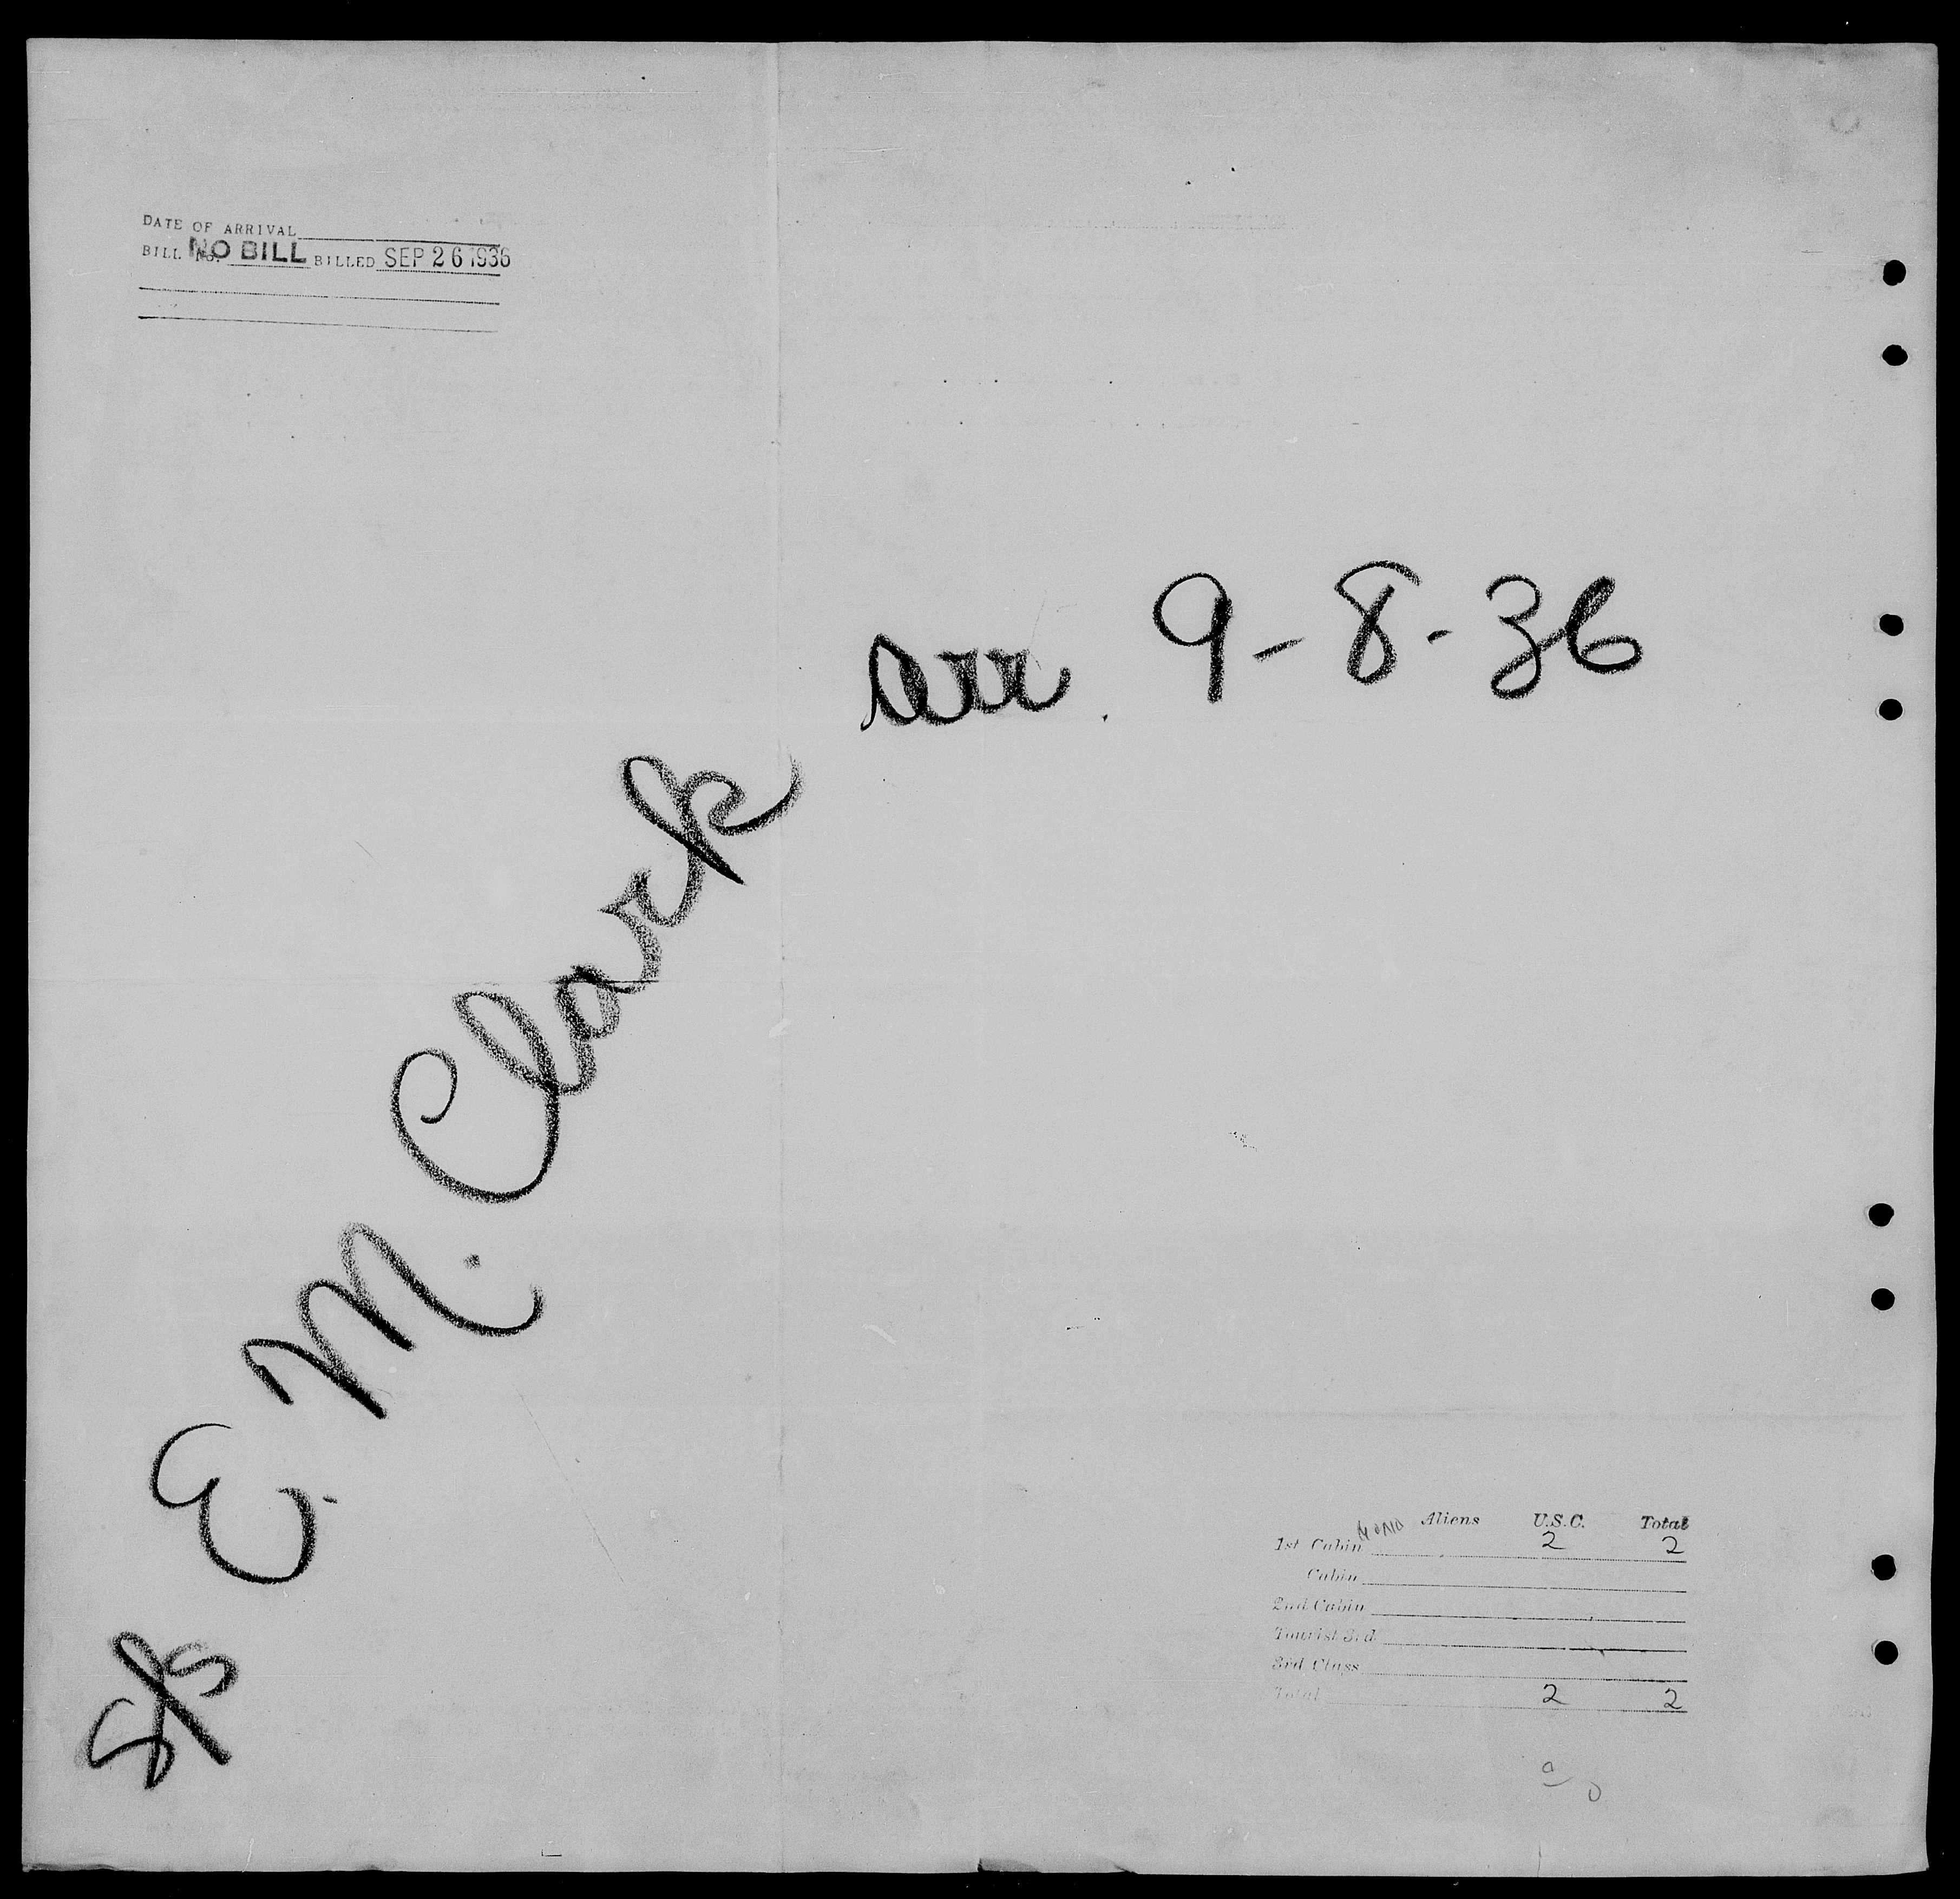 DATE OF ARRIVAL
BILL No. NO BILL BILLED SEP 26 1936
arr. 9-8-36
S/S E. M. Clark
Aliens U.S.C. Total
1st Cabin 2 2
Cabin
2nd Cabin
Tourist 3rd
3rd Class
Total 2 2